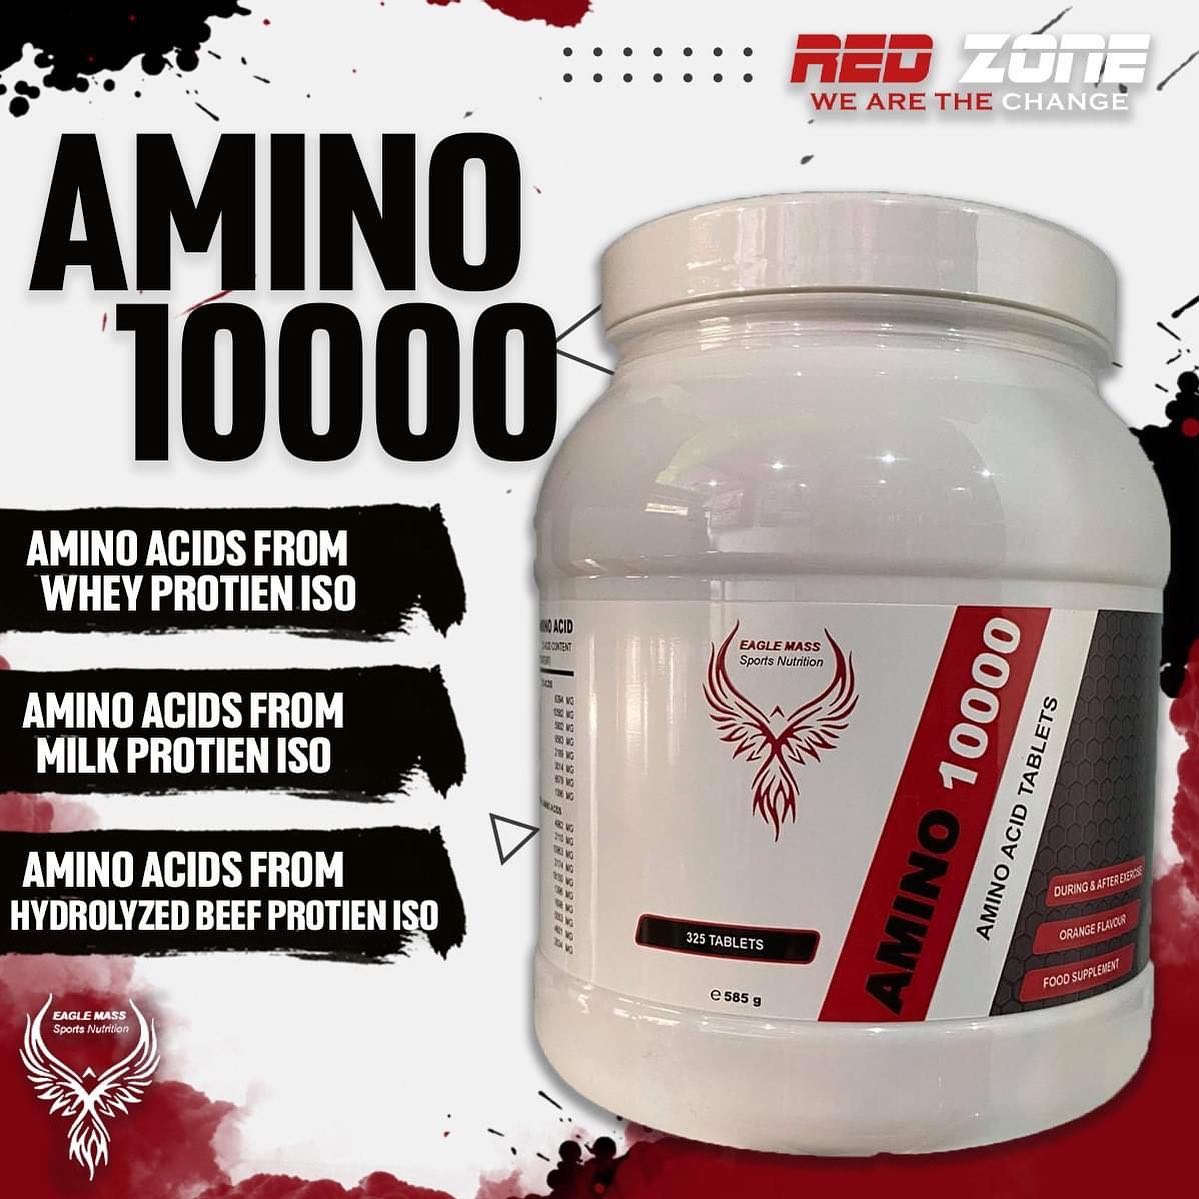 RED ZONE
WE ARE THE CHANGE
AMINO
10000
AMINO ACIDS FROM
WHEY PROTIEN ISO
AMINO ACIDS FROM
MILK PROTIEN ISO
AMINO ACIDS FROM
HYDROLYZED BEEF PROTIEN ISO
EAGLE MASS
Sports Nutrition
EAGLE MASS
Sports Nutrition
325 TABLETS
℮ 585 g
AMINO 10000
AMINO ACID TABLETS
DURING & AFTER EXERCISE
ORANGE FLAVOUR
FOOD SUPPLEMENT